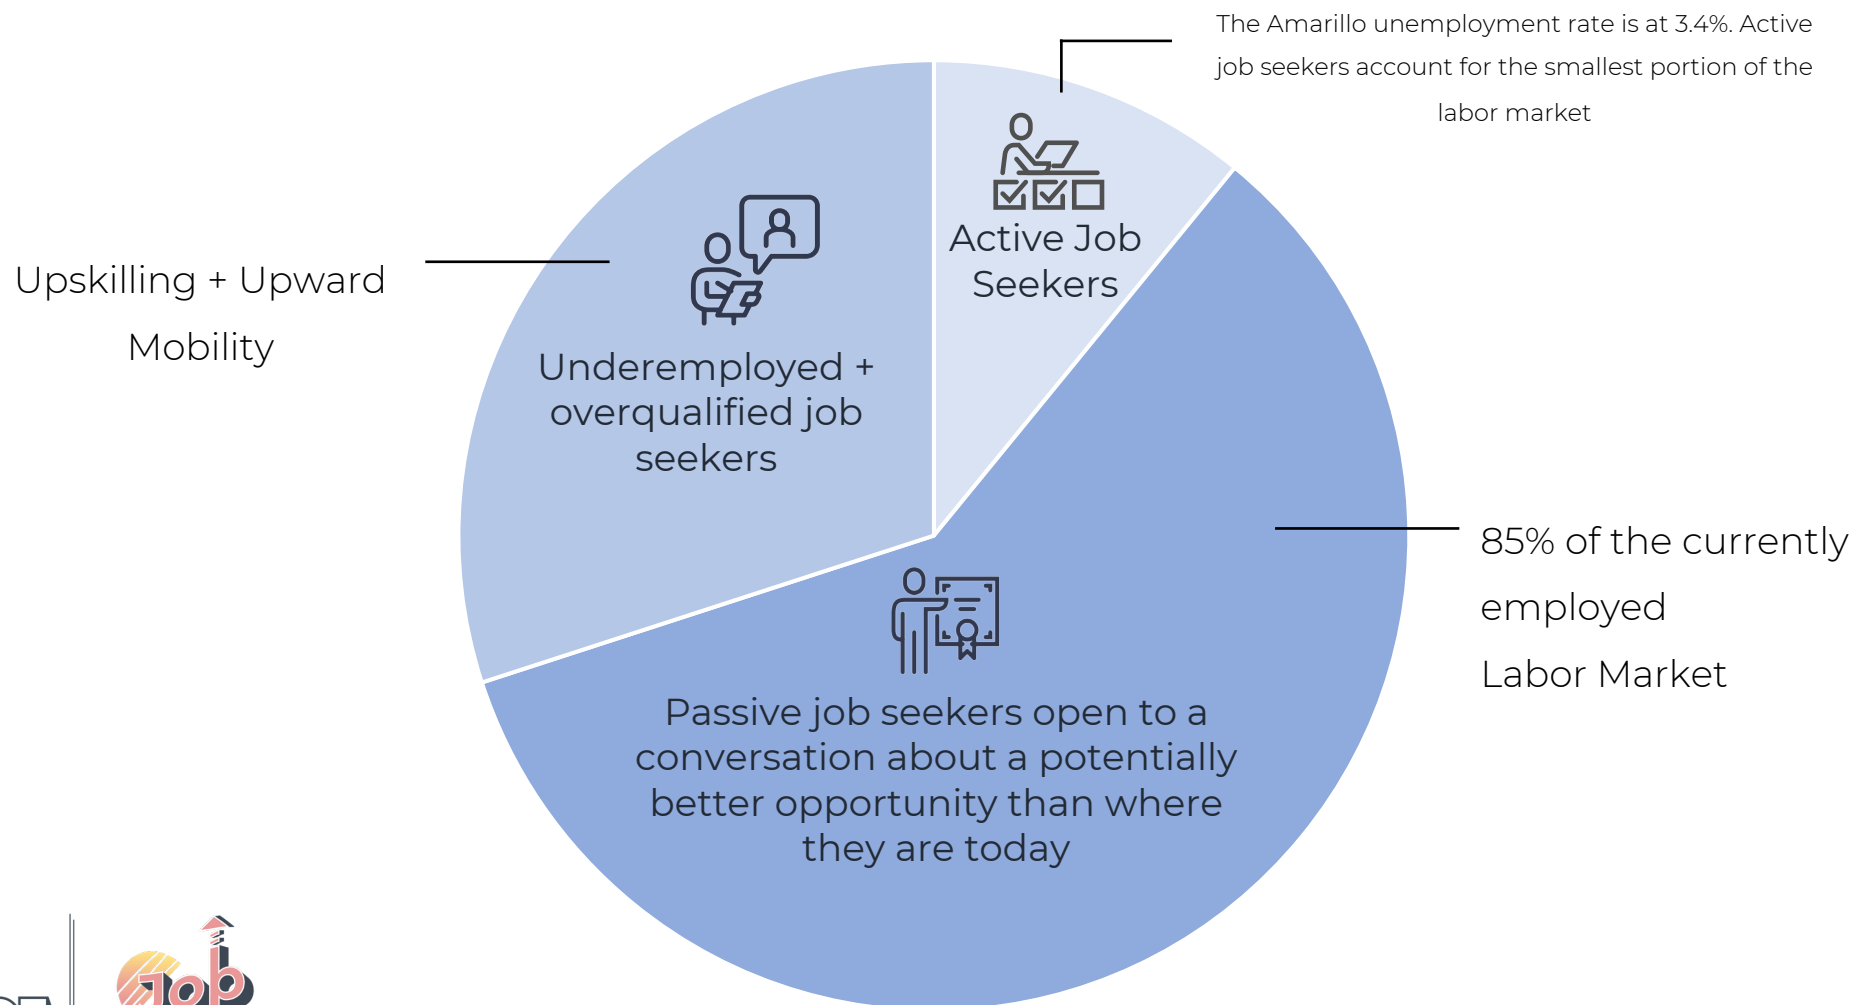 The Amarillo unemployment rate is at 3.4%. Active
job seekers account for the smallest portion of the
labor market
Active Job
Seekers
Upskilling + Upward
Mobility
Underemployed +
overqualified job
seekers
85% of the currently
employed
Labor Market
Passive job seekers open to a
conversation about a potentially
better opportunity than where
they are today
Job